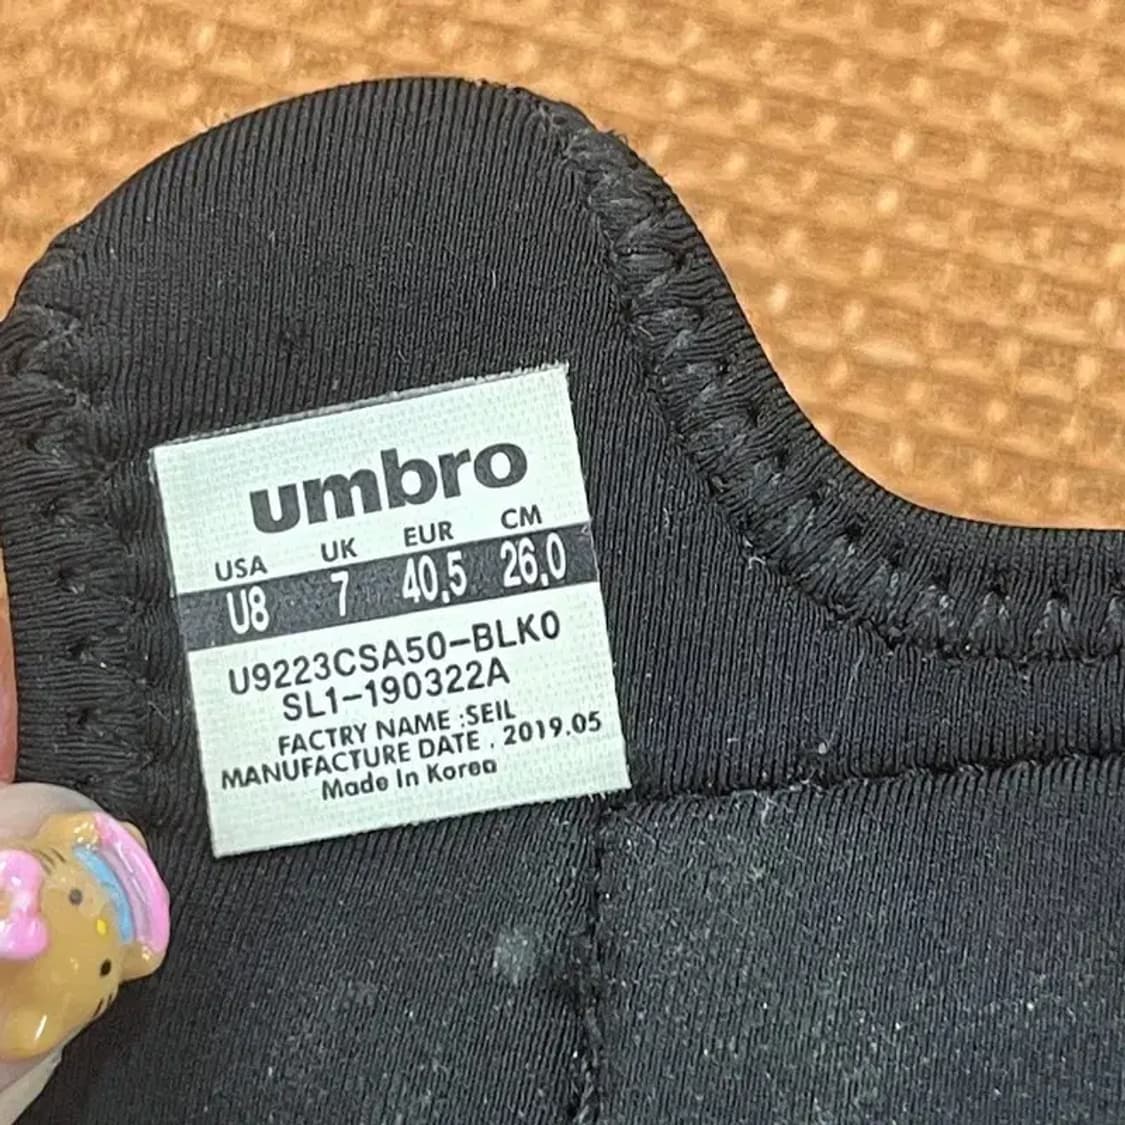 umbro
USA UK EUR CM
U8 7 40,5 26,0
U9223CSA50-BLK0
SL1-190322A
FACTRY NAME :SEIL
MANUFACTURE DATE . 2019.05
Made In Korea